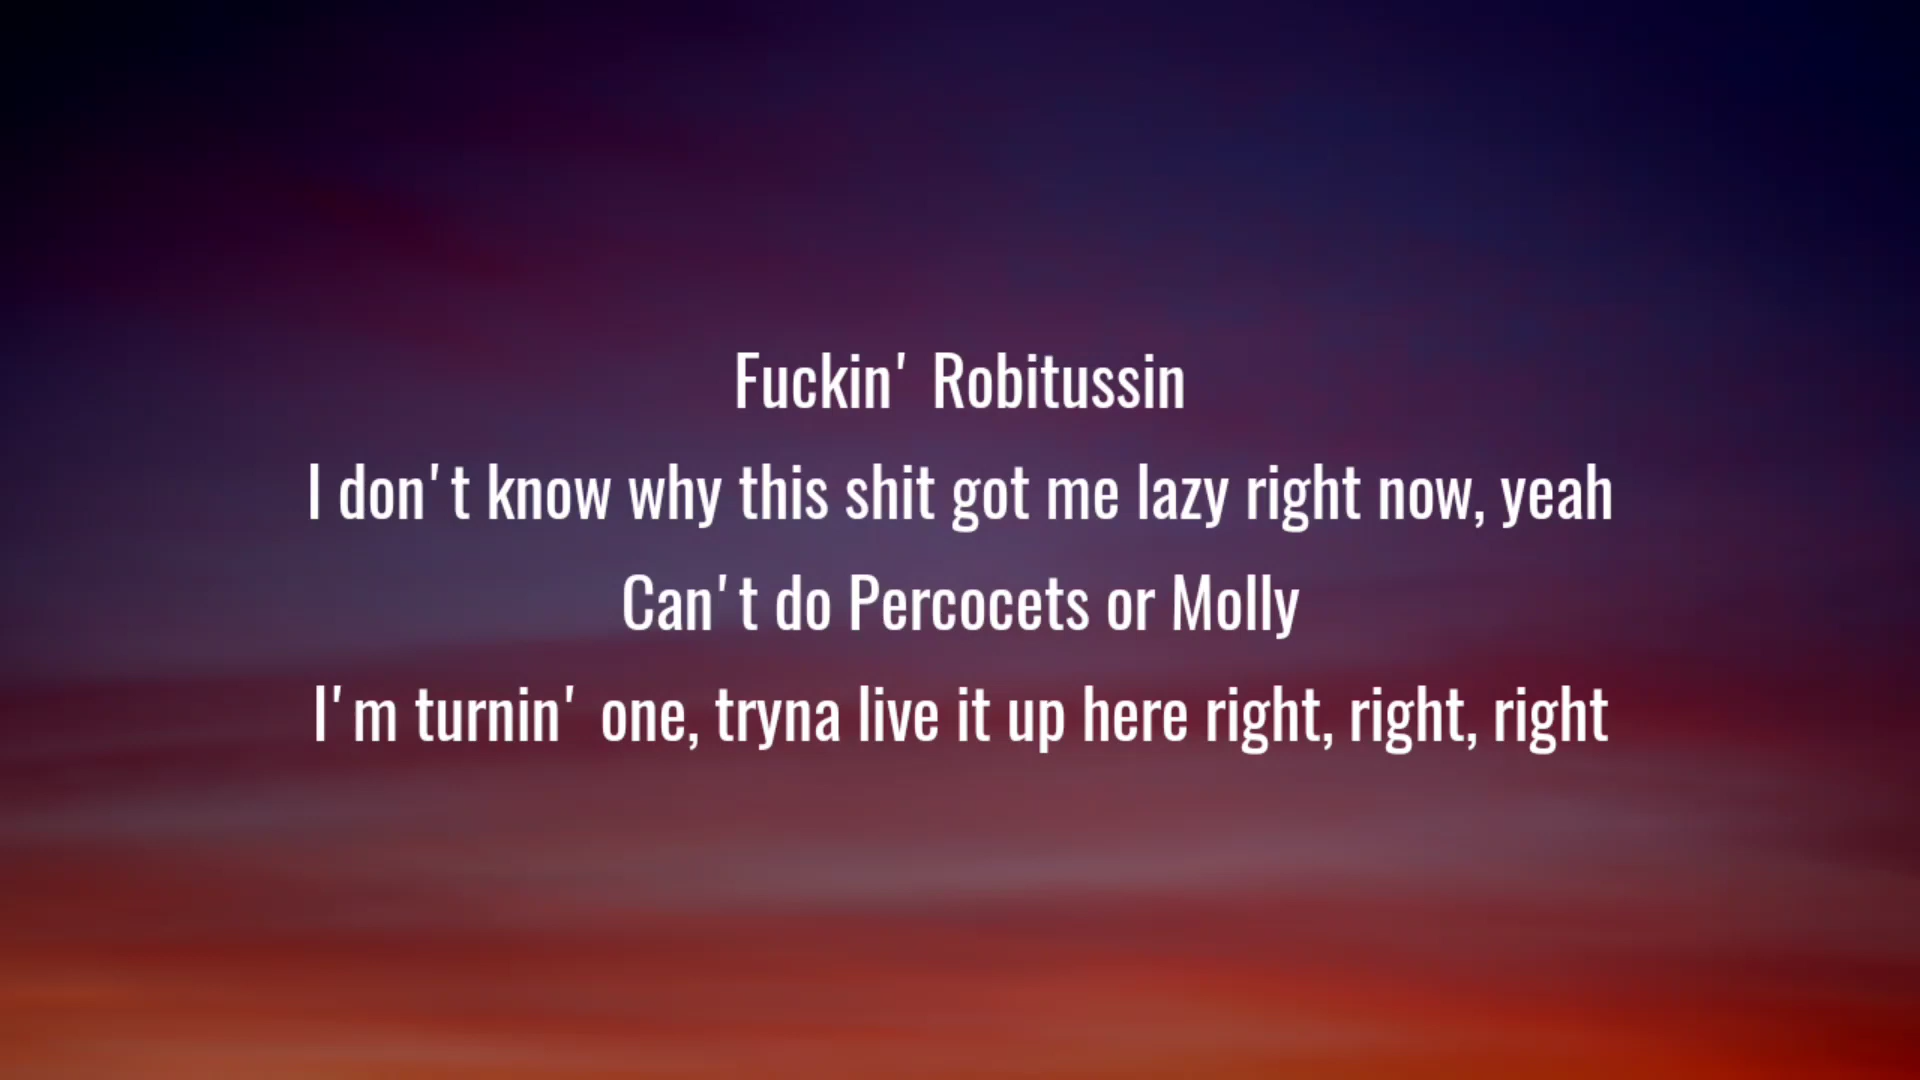 Fuckin' Robitussin
I don't know why this shit got me lazy right now, yeah
Can't do Percocets or Molly
I'm turnin' one, tryna live it up here right, right, right